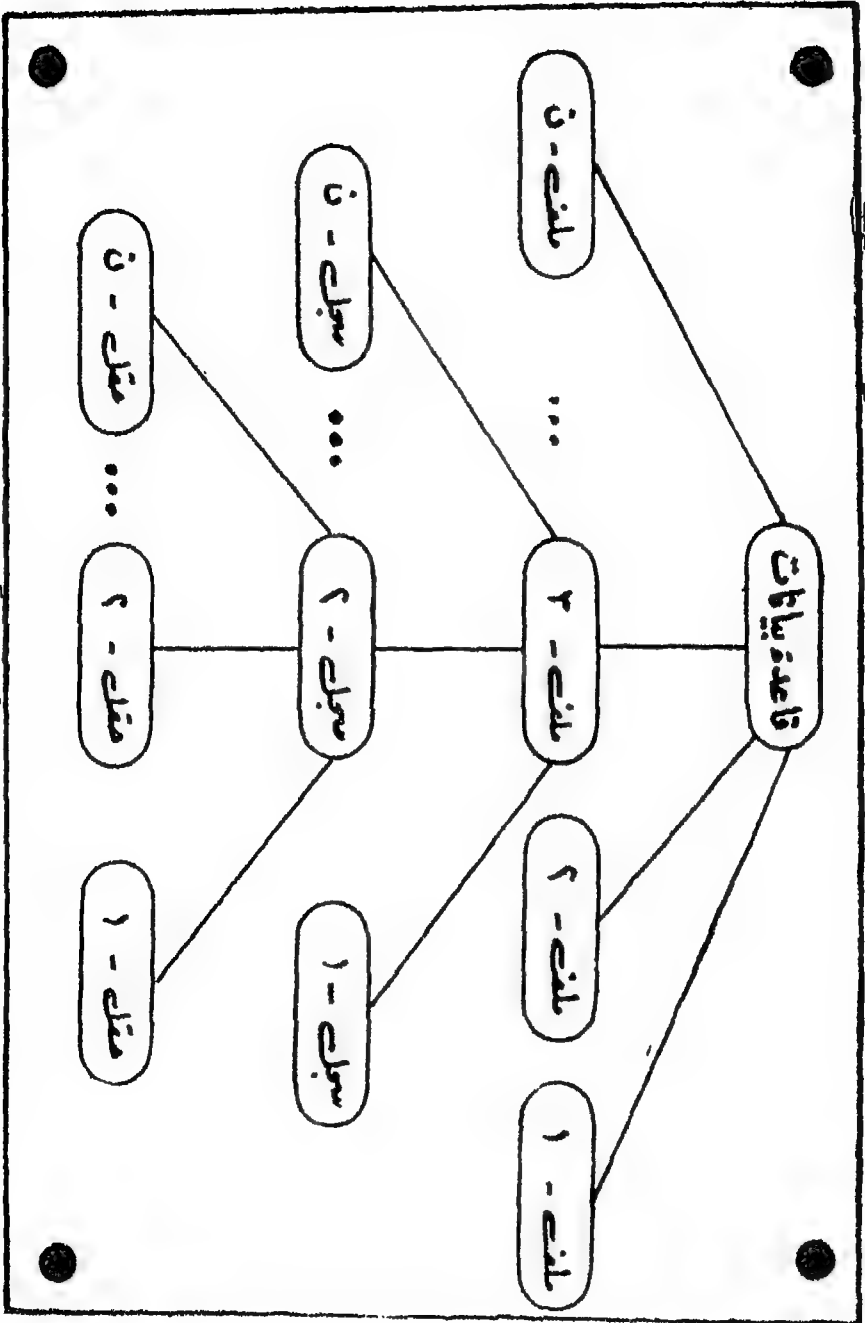 قاعدة بيانات
ملف - ١
ملف - ٢
ملف - ٣
...
ملف - ن
سجل - ١
سجل - ٢
...
سجل - ن
حقل - ١
حقل - ٢
...
حقل - ن